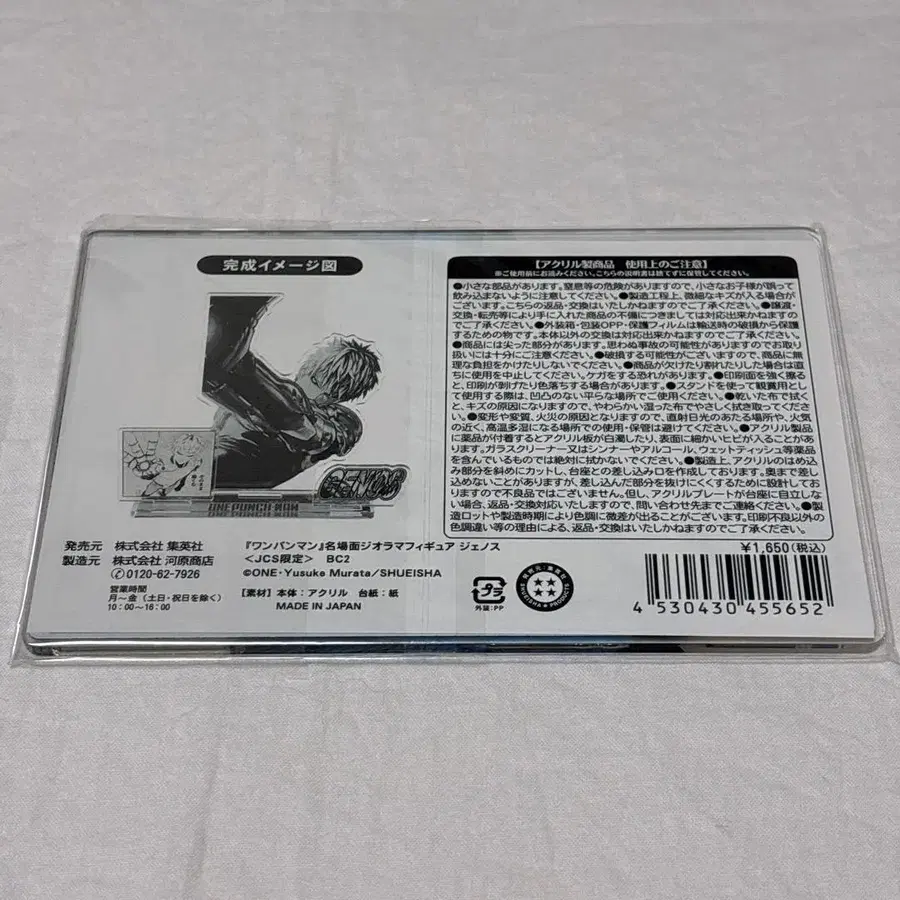 完成イメージ図
GENOS
ONE PUNCH-MAN
発売元 株式会社 集英社
製造元 株式会社 河原商店
✆0120-62-7926
営業時間
月～金（土日・祝日を除く）
10:00～16:00
『ワンパンマン』名場面ジオラマフィギュア ジェノス
＜JCS限定＞ BC2
©ONE・Yusuke Murata/SHUEISHA
【素材】本体：アクリル 台紙：紙
MADE IN JAPAN
【アクリル製商品 使用上のご注意】
※ご使用前にお読みください。こちらの説明書は捨てずに保管してください。
●小さな部品があります。窒息等の危険がありますので、小さなお子様が誤って
飲み込まないように注意してください。●製造工程上、微細なキズが入る場合が
ございます。こちらの返品・交換はいたしかねますのでご了承ください。●譲渡、
交換・転売等により手に入れた商品の不備につきましては対応出来かねますの
でご了承ください。●外装箱・包装OPP・保護フィルムは輸送時の破損から保護
するための物です。本体以外の交換は対応出来かねますのでご了承ください。
●商品には尖った部分があります。思わぬ事故の可能性がありますのでお取り
扱いには十分にご注意ください。●破損する可能性がございますので、商品に無
理な負担をかけたりしないでください。●商品が欠けたり割れたりした場合は直
ちに使用を中止してください。ケガをする恐れがあります。●印刷面を強く擦る
と、印刷が剥げたり色落ちする場合があります。●スタンドを使って観賞用とし
て使用する際は、凹凸のない平らな場所でご使用ください。●乾いた布で拭く
と、キズの原因になりますので、やわらかい湿った布でやさしく拭き取ってくださ
い。●変形や変質、火災の原因となりますので、直射日光のあたる場所や、火気
の近く、高温多湿になる場所での使用・保管は避けてください。●アクリル製品
に薬品が付着するとアクリル板が白濁したり、表面に細かいヒビが入ることがあ
ります。ガラスクリーナー又はシンナーやアルコール、ウェットティッシュ等薬品
を含んでいるものでは絶対に拭かないでください。●製造上、アクリルのはめ込
み部分を斜めにカットし、台座との差し込み口を作成しております。奥まで差し
込めないことがありますが、差し込んだ部分を抜けにくくするために設計してお
りますので不良品ではございません。但し、アクリルプレートが台座に自立しな
い場合、返品・交換対応いたしますので、問い合わせ先までご連絡ください。●製
造ロットや製造時期により色調に微差が出ることがございます。印刷不良以外の
色調違い等の理由による、返品・交換はいたしかねますのでご了承ください。
¥1,650(税込)
プラ
外装：PP
SHUEISHA PRODUCTS
4 530430 455652